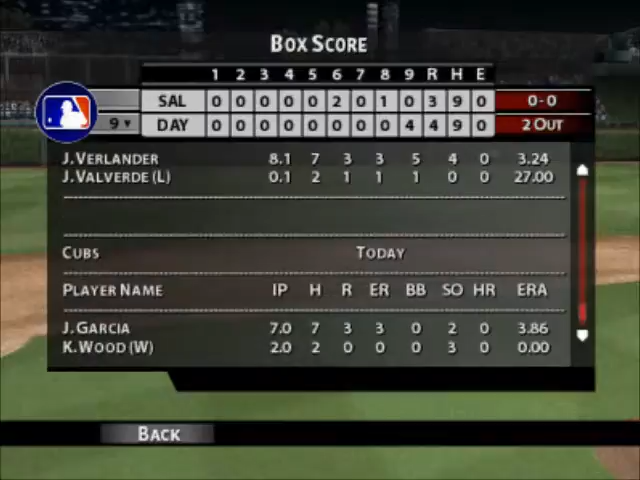 BOX SCORE
1 2 3 4 5 6 7 8 9 R H E
SAL 0 0 0 0 0 2 0 1 0 3 9 0 0-0
9 ▾ DAY 0 0 0 0 0 0 0 0 4 4 9 0 2 OUT
J.VERLANDER 8.1 7 3 3 5 4 0 3.24
J.VALVERDE (L) 0.1 2 1 1 1 0 0 27.00
CUBS TODAY
PLAYER NAME IP H R ER BB SO HR ERA
J.GARCIA 7.0 7 3 3 0 2 0 3.86
K.WOOD (W) 2.0 2 0 0 0 3 0 0.00
BACK